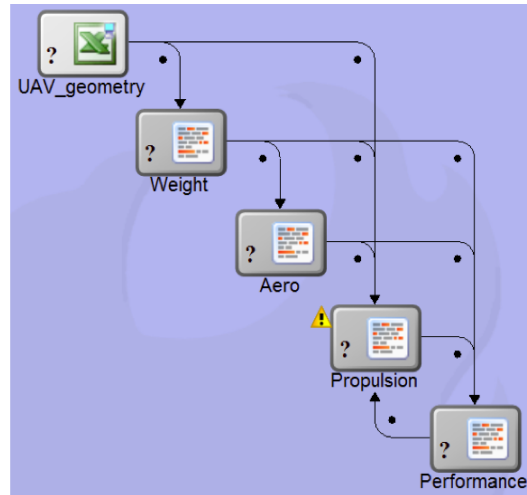 ?
UAV_geometry
?
Weight
?
Aero
?
Propulsion
?
Performance